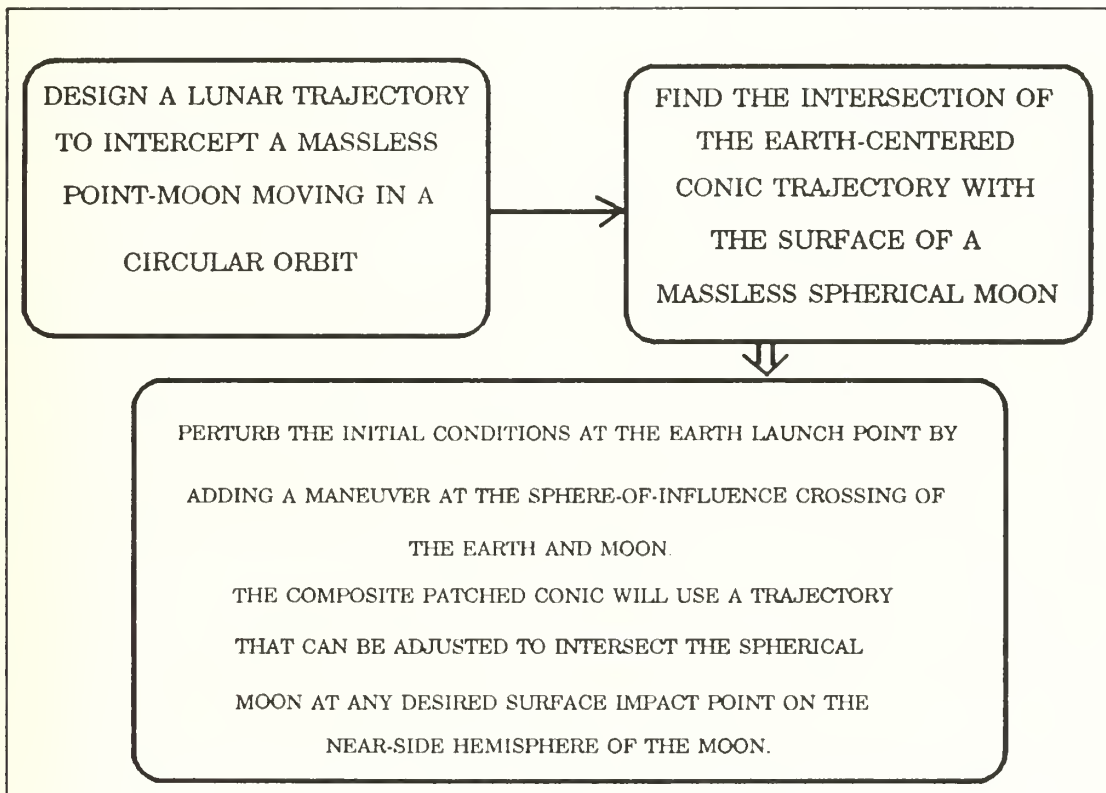 DESIGN A LUNAR TRAJECTORY
TO INTERCEPT A MASSLESS
POINT-MOON MOVING IN A
CIRCULAR ORBIT
FIND THE INTERSECTION OF
THE EARTH-CENTERED
CONIC TRAJECTORY WITH
THE SURFACE OF A
MASSLESS SPHERICAL MOON
PERTURB THE INITIAL CONDITIONS AT THE EARTH LAUNCH POINT BY
ADDING A MANEUVER AT THE SPHERE-OF-INFLUENCE CROSSING OF
THE EARTH AND MOON.
THE COMPOSITE PATCHED CONIC WILL USE A TRAJECTORY
THAT CAN BE ADJUSTED TO INTERSECT THE SPHERICAL
MOON AT ANY DESIRED SURFACE IMPACT POINT ON THE
NEAR-SIDE HEMISPHERE OF THE MOON.